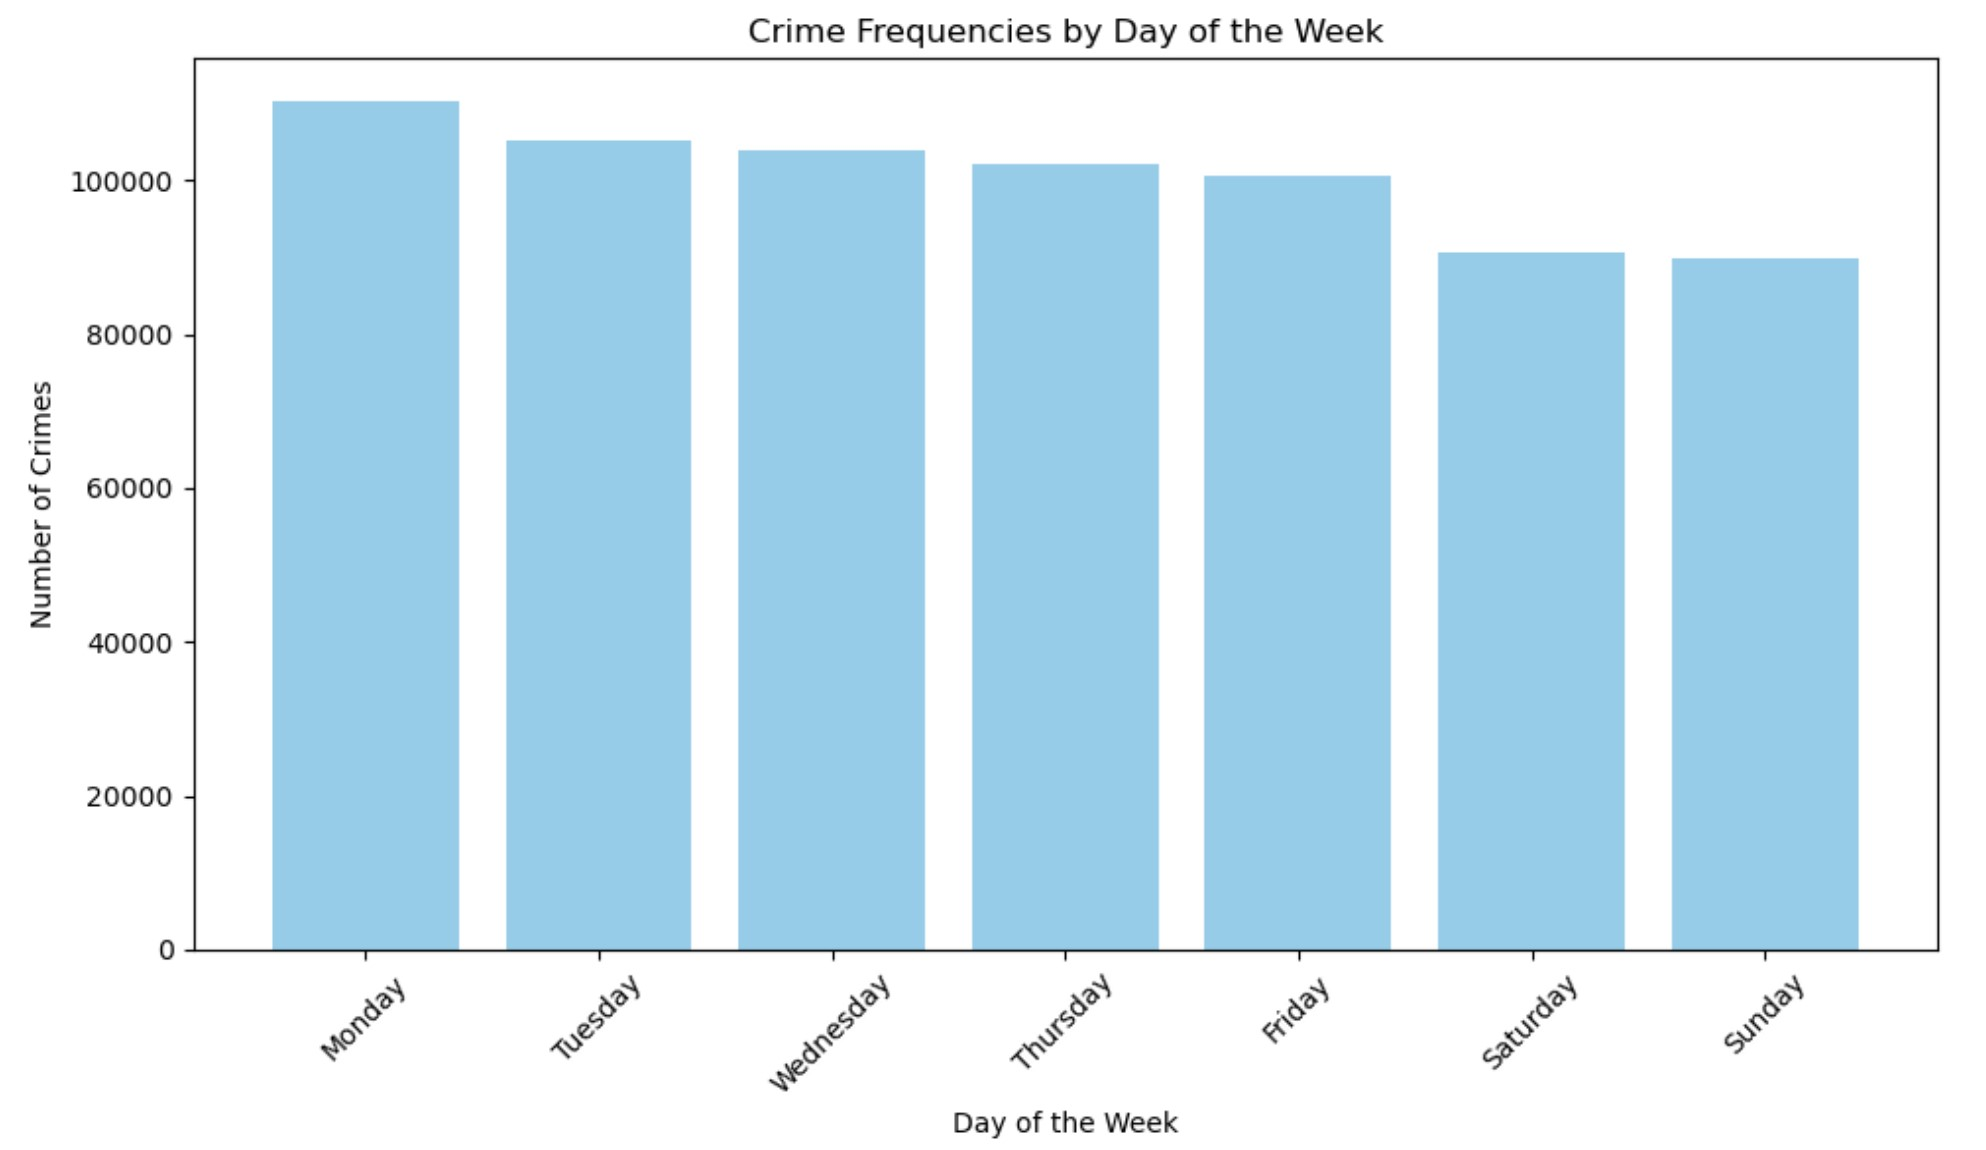 Crime Frequencies by Day of the Week
Number of Crimes
100000
80000
60000
40000
20000
0
Monday
Tuesday
Wednesday
Thursday
Friday
Saturday
Sunday
Day of the Week